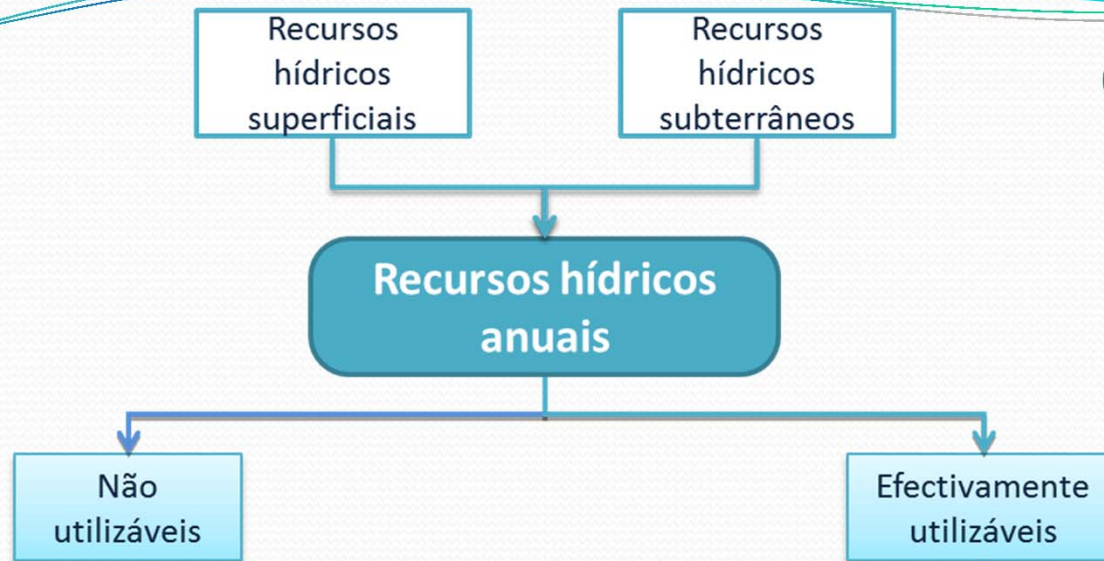 Recursos
hídricos
superficiais
Recursos
hídricos
subterrâneos
Recursos hídricos
anuais
Não
utilizáveis
Efectivamente
utilizáveis